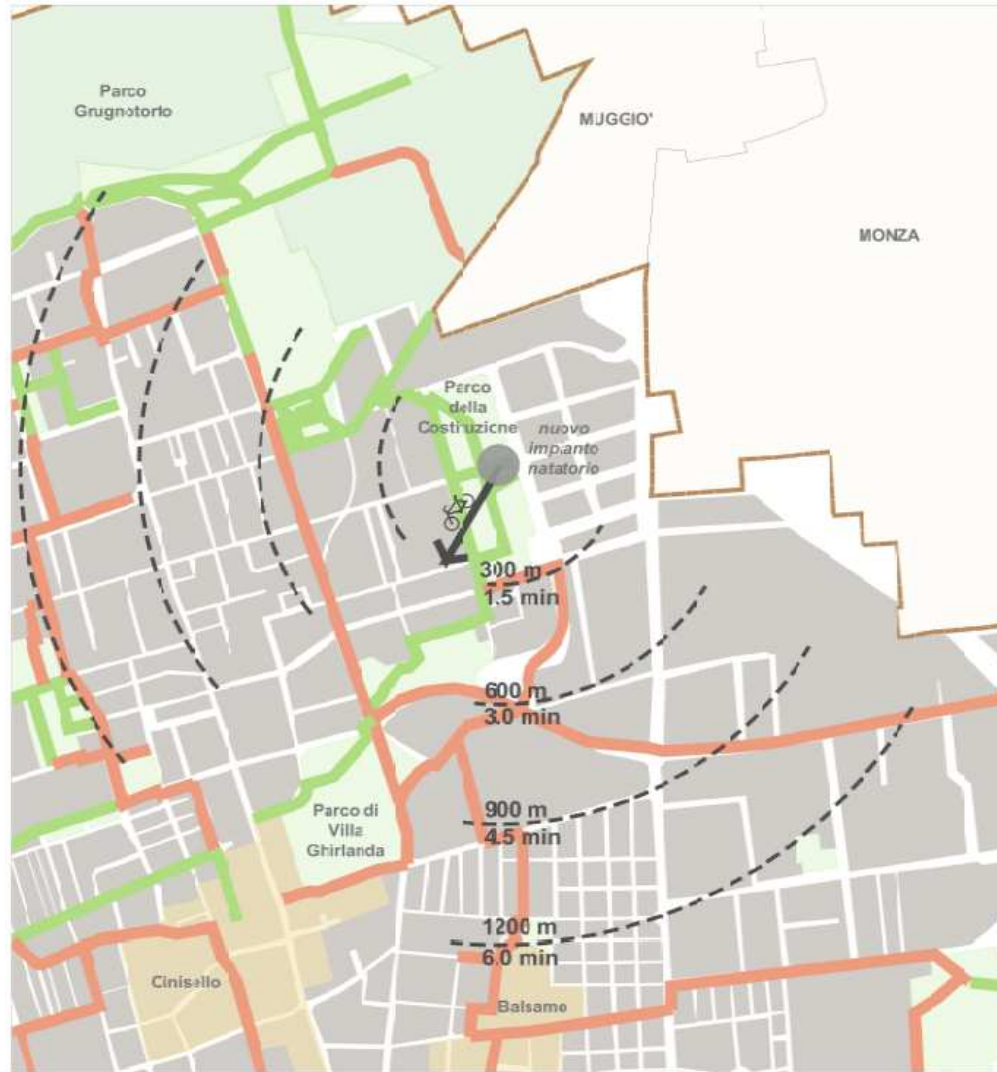 Parco
Grugnotorto
MUGGIO'
MONZA
Parco
della
Costruzione
nuovo
impianto
natatorio
300 m
1.5 min
600 m
3.0 min
900 m
4.5 min
Parco di
Villa
Ghirlanda
1200 m
6.0 min
Cinisello
Balsamo